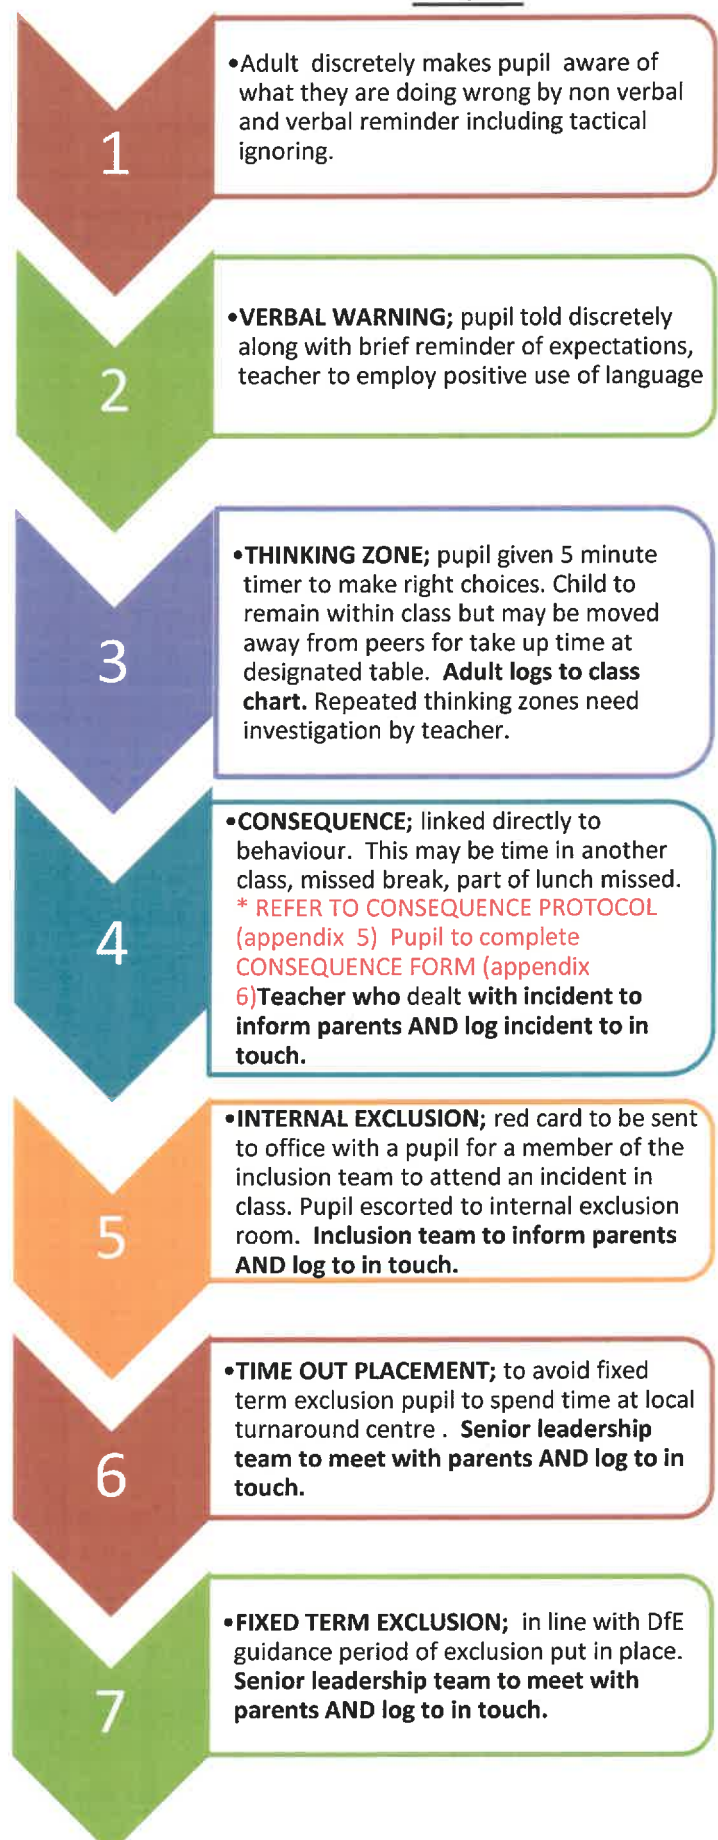 1
•Adult discretely makes pupil aware of
what they are doing wrong by non verbal
and verbal reminder including tactical
ignoring.
2
•VERBAL WARNING; pupil told discretely
along with brief reminder of expectations,
teacher to employ positive use of language
3
•THINKING ZONE; pupil given 5 minute
timer to make right choices. Child to
remain within class but may be moved
away from peers for take up time at
designated table. Adult logs to class
chart. Repeated thinking zones need
investigation by teacher.
4
•CONSEQUENCE; linked directly to
behaviour. This may be time in another
class, missed break, part of lunch missed.
* REFER TO CONSEQUENCE PROTOCOL
(appendix 5) Pupil to complete
CONSEQUENCE FORM (appendix
6)Teacher who dealt with incident to
inform parents AND log incident to in
touch.
5
•INTERNAL EXCLUSION; red card to be sent
to office with a pupil for a member of the
inclusion team to attend an incident in
class. Pupil escorted to internal exclusion
room. Inclusion team to inform parents
AND log to in touch.
6
•TIME OUT PLACEMENT; to avoid fixed
term exclusion pupil to spend time at local
turnaround centre . Senior leadership
team to meet with parents AND log to in
touch.
7
•FIXED TERM EXCLUSION; in line with DfE
guidance period of exclusion put in place.
Senior leadership team to meet with
parents AND log to in touch.